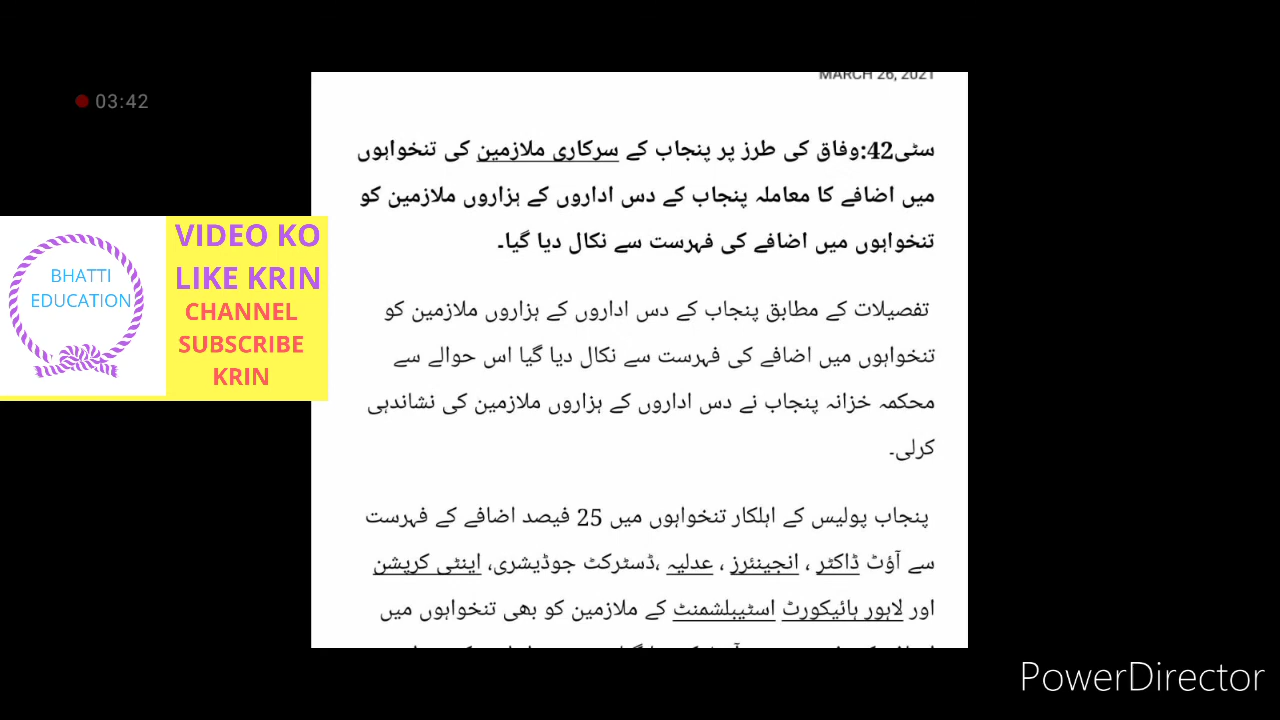 MARCH 26, 2021
03:42
سٹی42:وفاق کی طرز پر پنجاب کے سرکاری ملازمین کی تنخواہوں
میں اضافے کا معاملہ پنجاب کے دس اداروں کے ہزاروں ملازمین کو
تنخواہوں میں اضافے کی فہرست سے نکال دیا گیا۔
تفصیلات کے مطابق پنجاب کے دس اداروں کے ہزاروں ملازمین کو
تنخواہوں میں اضافے کی فہرست سے نکال دیا گیا اس حوالے سے
محکمہ خزانہ پنجاب نے دس اداروں کے ہزاروں ملازمین کی نشاندہی
کرلی۔
پنجاب پولیس کے اہلکار تنخواہوں میں 25 فیصد اضافے کے فہرست
سے آؤٹ ڈاکٹر ، انجینئرز ، عدلیہ ،ڈسٹرکٹ جوڈیشری، اینٹی کرپشن
اور لاہور ہائیکورٹ اسٹیبلشمنٹ کے ملازمین کو بھی تنخواہوں میں
BHATTI
EDUCATION
VIDEO KO
LIKE KRIN
CHANNEL
SUBSCRIBE
KRIN
PowerDirector